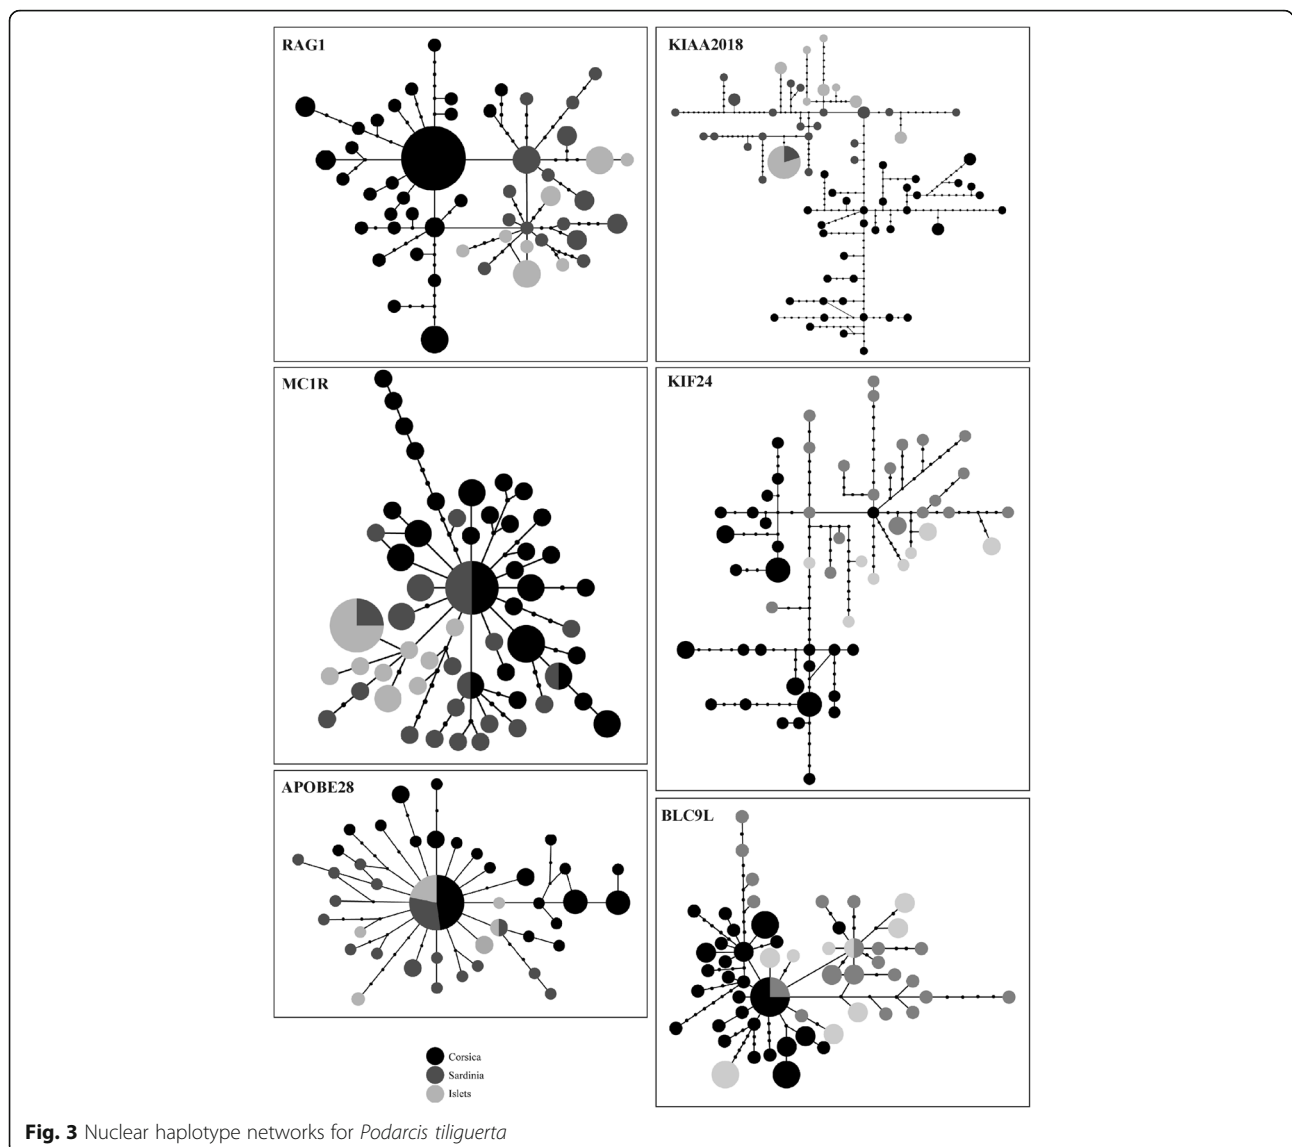 RAG1
KIAA2018
MC1R
KIF24
APOBE28
BLC9L
Corsica
Sardinia
Islets
Fig. 3 Nuclear haplotype networks for Podarcis tiliguerta